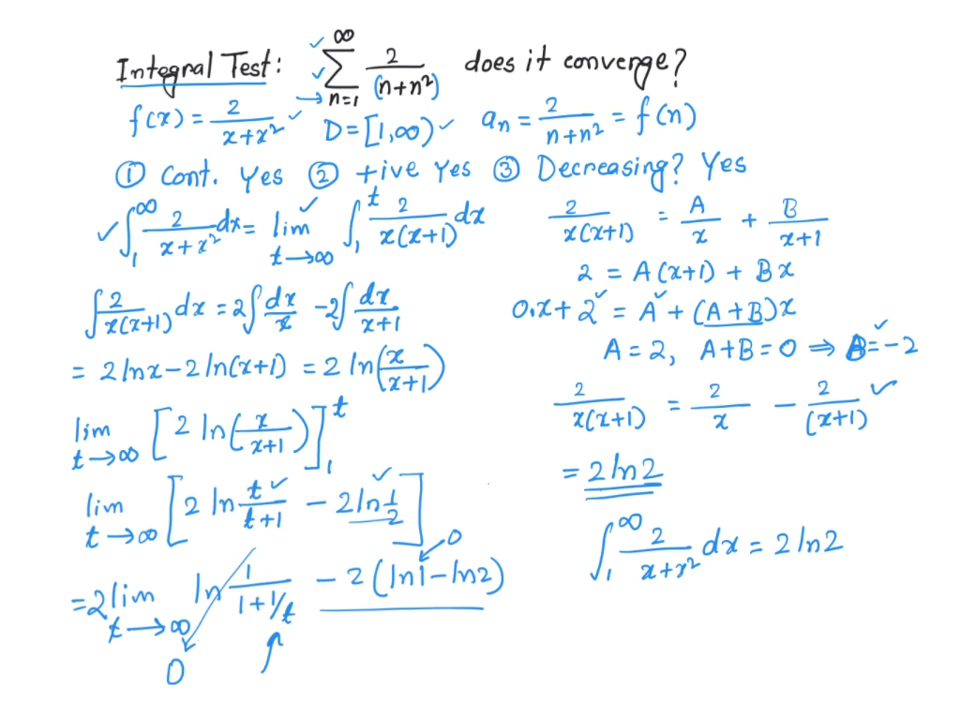 Integral Test: ∑_{n=1}^{∞} 2/(n+n²) does it converge?
f(x) = 2/(x+x²) ✓ D=[1,∞) ✓ aₙ = 2/(n+n²) = f(n)
① Cont. Yes ② +ive Yes ③ Decreasing? Yes
✓ ∫₁^∞ 2/(x+x²) dx = lim_{t→∞} ∫₁^t 2/(x(x+1)) dx
∫ 2/(x(x+1)) dx = 2∫ dx/x - 2∫ dx/(x+1)
= 2 ln x - 2 ln(x+1) = 2 ln(x/(x+1))
lim_{t→∞} [2 ln(x/(x+1))]₁^t
lim_{t→∞} [2 ln t/(t+1) - 2 ln 1/2]
0
= 2 lim_{t→∞} ln 1/(1+1/t) - 2 (ln1 - ln2)
0
2/(x(x+1)) = A/x + B/(x+1)
2 = A(x+1) + Bx
0.x + 2 = A + (A+B)x
A = 2, A+B = 0 ⇒ B = -2
2/(x(x+1)) = 2/x - 2/(x+1) ✓
= 2 ln 2
∫₁^∞ 2/(x+x²) dx = 2 ln 2